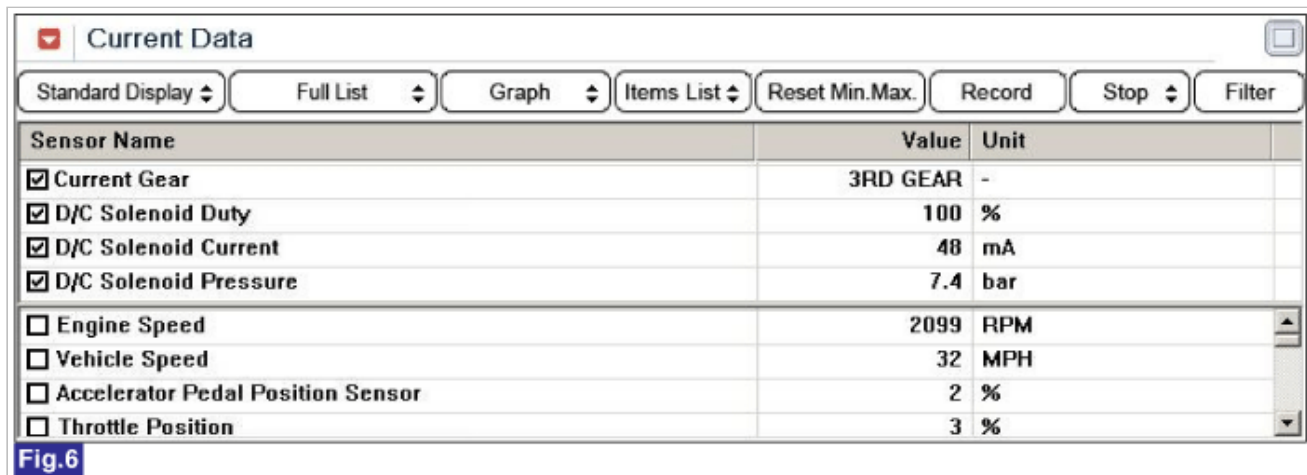 Current Data
Standard Display Full List Graph Items List Reset Min.Max. Record Stop Filter
Sensor Name Value Unit
Current Gear 3RD GEAR -
D/C Solenoid Duty 100 %
D/C Solenoid Current 48 mA
D/C Solenoid Pressure 7.4 bar
Engine Speed 2099 RPM
Vehicle Speed 32 MPH
Accelerator Pedal Position Sensor 2 %
Throttle Position 3 %
Fig.6